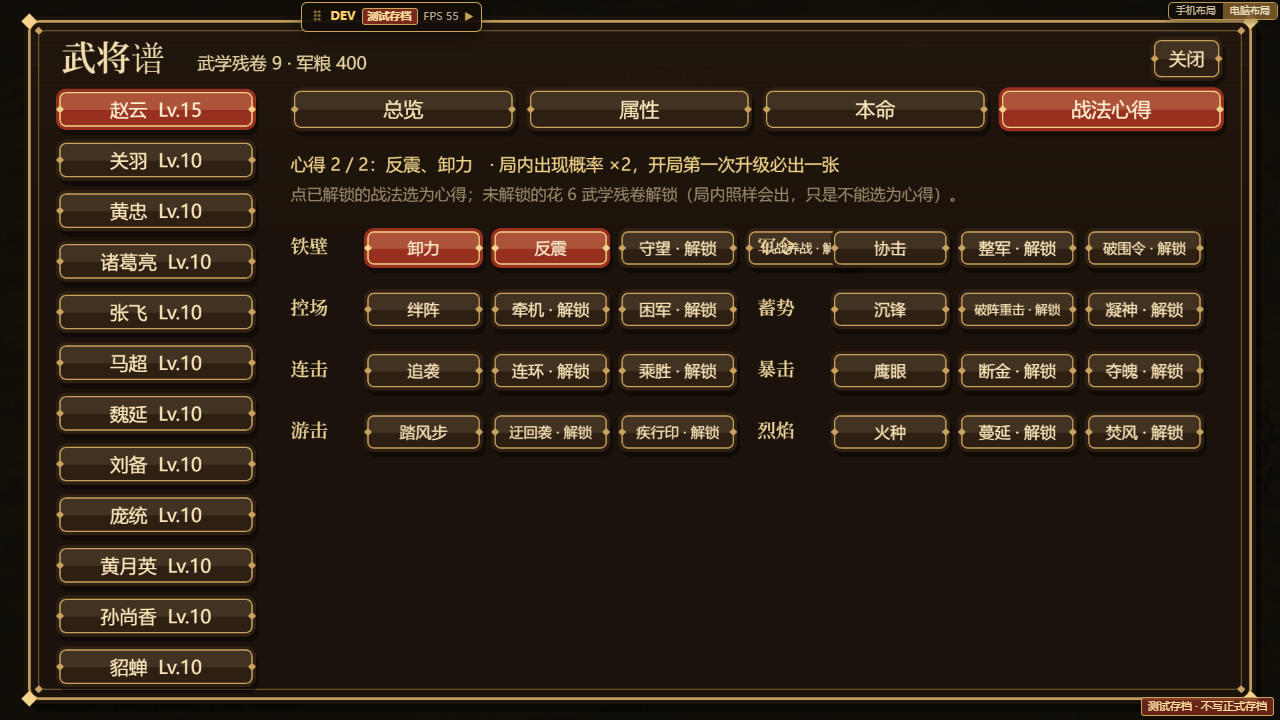 DEV 测试存档 FPS 55 ▶
手机布局 电脑布局
武将谱 武学残卷 9 · 军粮 400 关闭
赵云 Lv.15
关羽 Lv.10
黄忠 Lv.10
诸葛亮 Lv.10
张飞 Lv.10
马超 Lv.10
魏延 Lv.10
刘备 Lv.10
庞统 Lv.10
黄月英 Lv.10
孙尚香 Lv.10
貂蝉 Lv.10
总览 属性 本命 战法心得
心得 2 / 2：反震、卸力 · 局内出现概率 ×2，开局第一次升级必出一张
点已解锁的战法选为心得；未解锁的花 6 武学残卷解锁（局内照样会出，只是不能选为心得）。
铁壁 卸力 反震 守望 · 解锁 协击 整军 · 解锁 破围令 · 解锁
控场 绊阵 牵机 · 解锁 困军 · 解锁 蓄势 沉锋 破阵重击 · 解锁 凝神 · 解锁
连击 追袭 连环 · 解锁 乘胜 · 解锁 暴击 鹰眼 断金 · 解锁 夺魄 · 解锁
游击 踏风步 迂回袭 · 解锁 疾行印 · 解锁 烈焰 火种 蔓延 · 解锁 焚风 · 解锁
测试存档 · 不写正式存档